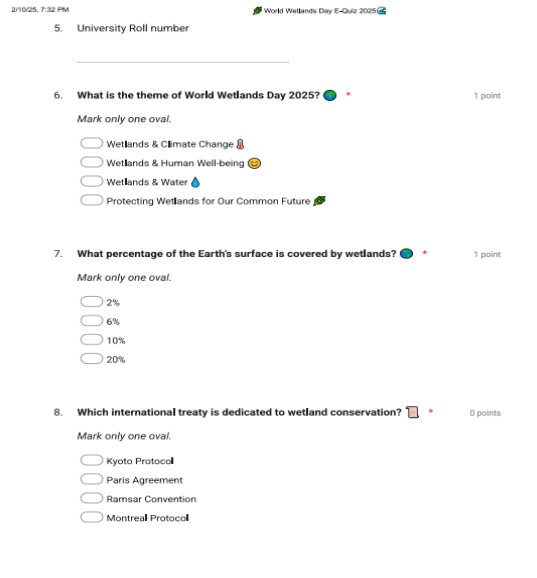 2/10/25, 7:32 PM 🌿 World Wetlands Day E-Quiz 2025🌊
5. University Roll number
6. What is the theme of World Wetlands Day 2025? 🌍 * 1 point
Mark only one oval.
Wetlands & Climate Change 🌡️
Wetlands & Human Well-being 😊
Wetlands & Water 💧
Protecting Wetlands for Our Common Future 🌿
7. What percentage of the Earth's surface is covered by wetlands? 🌍 * 1 point
Mark only one oval.
2%
6%
10%
20%
8. Which international treaty is dedicated to wetland conservation? 📜 * 0 points
Mark only one oval.
Kyoto Protocol
Paris Agreement
Ramsar Convention
Montreal Protocol